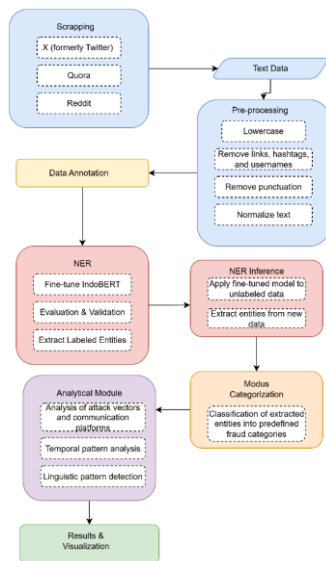 Scrapping
X (formerly Twitter)
Quora
Reddit
Text Data
Pre-processing
Lowercase
Remove links, hashtags,
and usernames
Remove punctuation
Normalize text
Data Annotation
NER
Fine-tune IndoBERT
Evaluation & Validation
Extract Labeled Entities
NER Inference
Apply fine-tuned model to
unlabeled data
Extract entities from new
data
Modus
Categorization
Classification of extracted
entities into predefined
fraud categories
Analytical Module
Analysis of attack vectors
and communication
platforms
Temporal pattern analysis
Linguistic pattern detection
Results &
Visualization